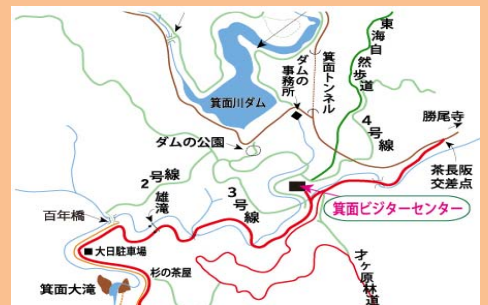 東海自然歩道
箕面トンネル
ダムの事務所
箕面川ダム
勝尾寺
4号線
ダムの公園
茶長阪
交差点
2号線
雄滝
3号線
箕面ビジターセンター
百年橋
大日駐車場
杉の茶屋
才ヶ原林道
箕面大滝